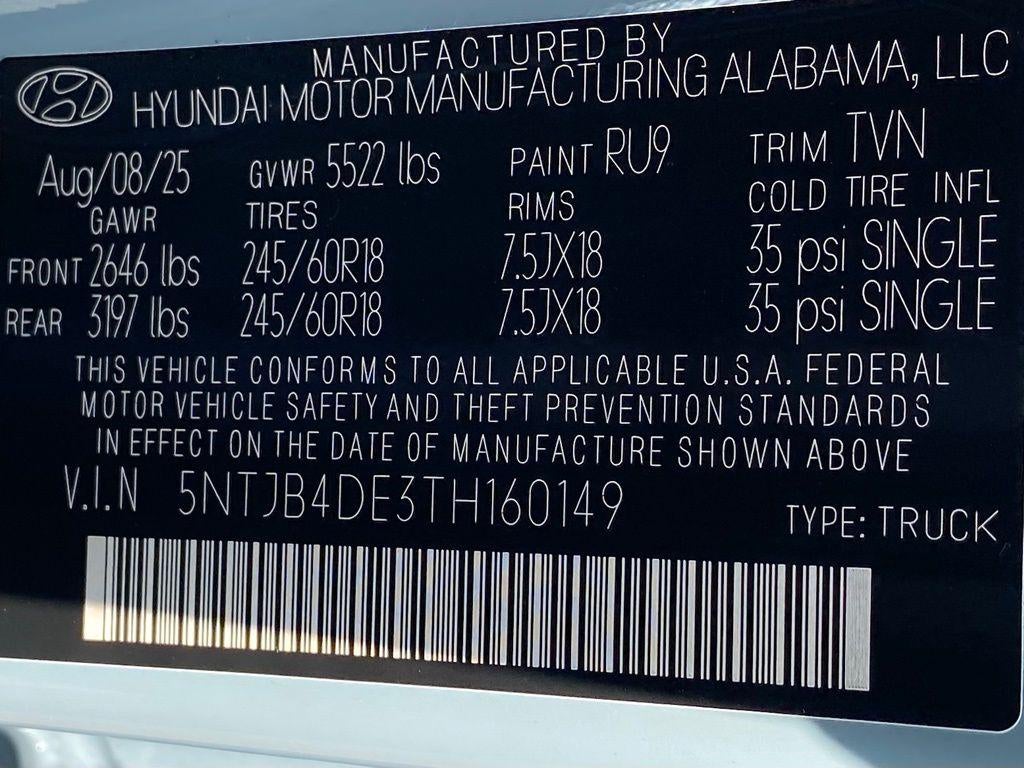 MANUFACTURED BY
HYUNDAI MOTOR MANUFACTURING ALABAMA, LLC
Aug/08/25 GVWR 5522 lbs PAINT RU9 TRIM TVN
GAWR TIRES RIMS COLD TIRE INFL
FRONT 2646 lbs 245/60R18 7.5JX18 35 psi SINGLE
REAR 3197 lbs 245/60R18 7.5JX18 35 psi SINGLE
THIS VEHICLE CONFORMS TO ALL APPLICABLE U.S.A. FEDERAL
MOTOR VEHICLE SAFETY AND THEFT PREVENTION STANDARDS
IN EFFECT ON THE DATE OF MANUFACTURE SHOWN ABOVE
V.I.N 5NTJB4DE3TH160149 TYPE: TRUCK